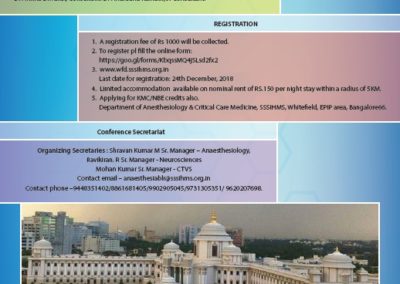 REGISTRATION
1. A registration fee of Rs 1000 will be collected.
2. To register pl fill the online form:
https://goo.gl/forms/KbqssMQ4jSLsd2fx2
3. www.wfd.sssihms.org.in
Last date for registration: 24th December, 2018
4. Limited accommodation available on nominal rent of RS.150 per night stay within a radius of 5KM.
5. Applying for KMC/NBE credits also.
Department of Anesthesiology & Critical Care Medicine, SSSIHMS, Whitefield, EPIP area, Bangalore66.
Conference Secretariat
Organizing Secretaries : Shravan Kumar M Sr. Manager – Anaesthesiology,
Ravikiran. R Sr. Manager -Neurosciences
Mohan Kumar Sr. Manager - CTVS
Contact email – anaesthesiablr@sssihms.org.in
Contact phone –9448351402/8861681405/9902905045/9731305351/ 9620207698.